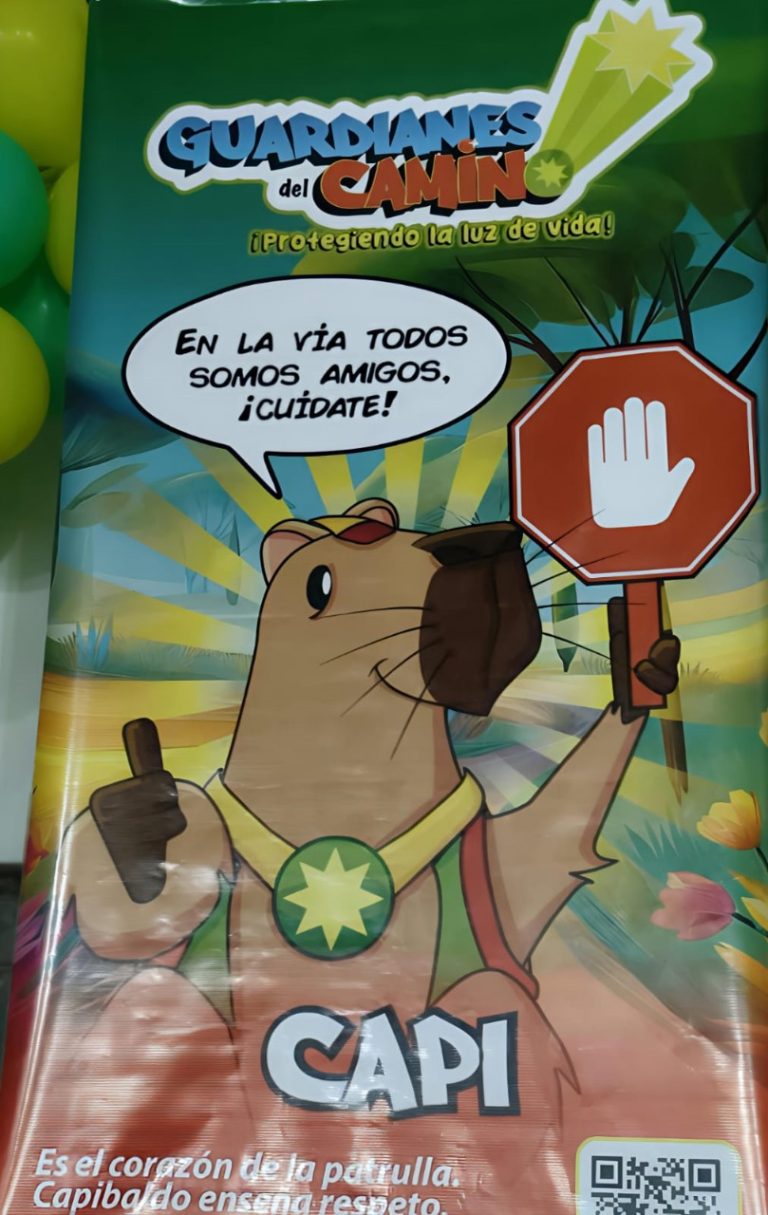 GUARDIANES
del CAMINO
¡Protegiendo la luz de vida!
EN LA VÍA TODOS
SOMOS AMIGOS,
¡CUÍDATE!
CAPI
Es el corazón de la patrulla.
Capibaldo enseña respeto,